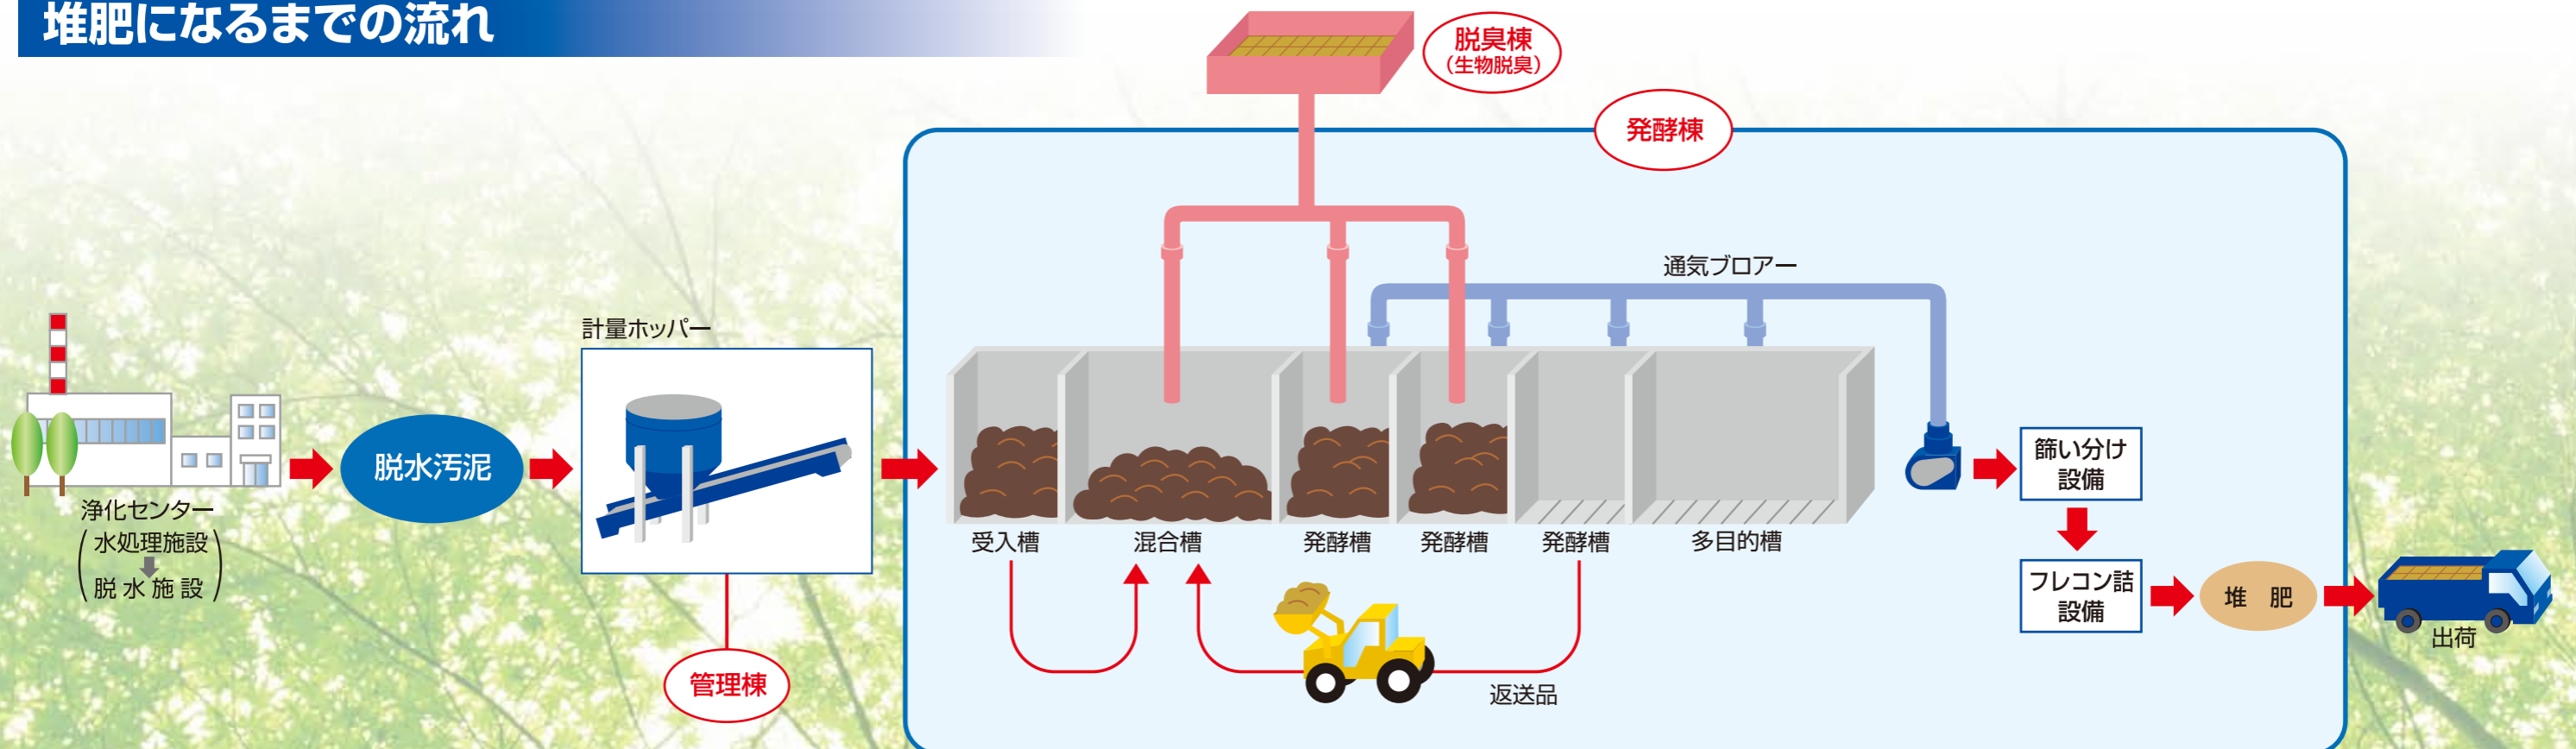 堆肥になるまでの流れ
脱臭棟
（生物脱臭）
発酵棟
通気ブロアー
計量ホッパー
脱水汚泥
浄化センター
水処理施設
脱水施設
管理棟
受入槽
混合槽
発酵槽
発酵槽
発酵槽
多目的槽
返送品
篩い分け
設備
フレコン詰
設備
堆　肥
出荷